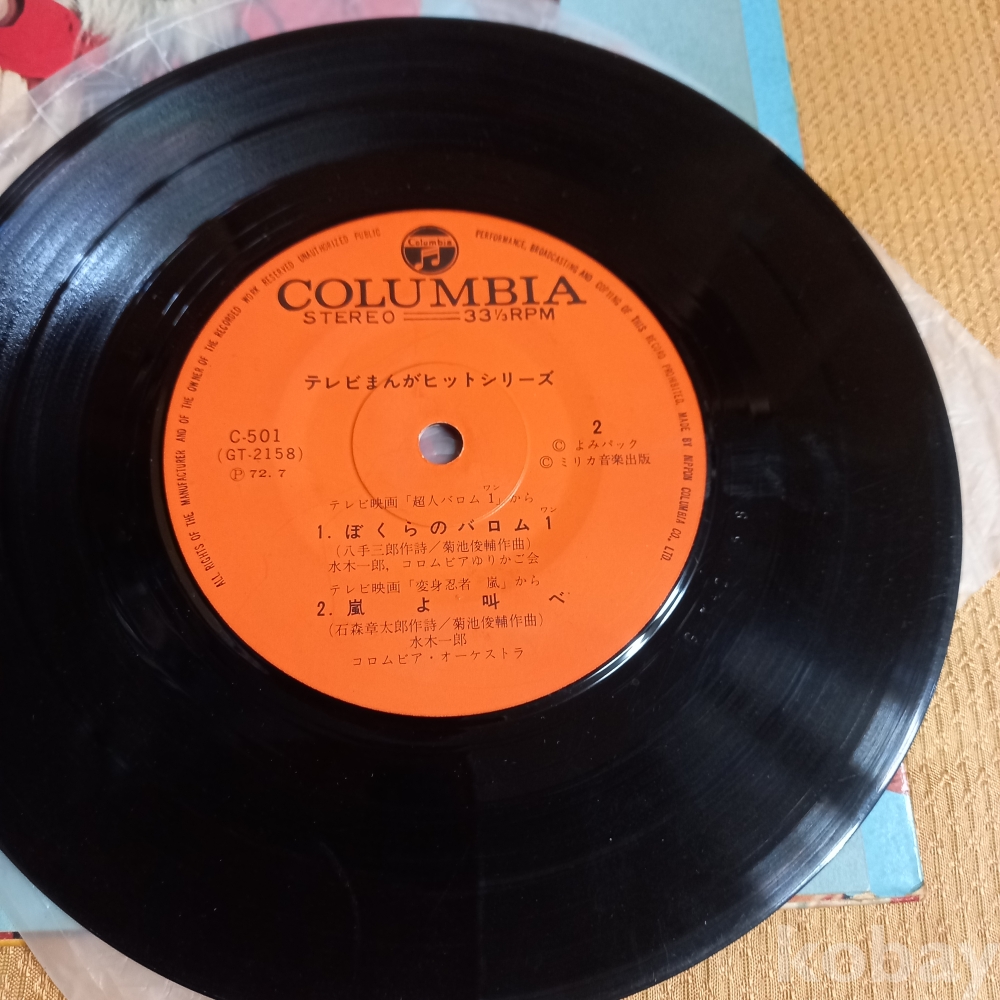 Columbia
COLUMBIA
STEREO 33⅓RPM
テレビまんがヒットシリーズ
C-501
(GT-2158)
Ⓟ72.7
2
Ⓒ よみパック
Ⓒ ミリカ音楽出版
ワン
テレビ映画「超人バロム1」から
ワン
1. ぼくらのバロム1
(八手三郎作詩/菊池俊輔作曲)
水木一郎、コロムビアゆりかご会
テレビ映画「変身忍者 嵐」から
2. 嵐よ叫べ
(石森章太郎作詩/菊池俊輔作曲)
水木一郎
コロムビア・オーケストラ
ALL RIGHTS OF THE MANUFACTURER AND OF THE OWNER OF THE RECORDED WORK RESERVED UNAUTHORIZED PUBLIC PERFORMANCE, BROADCASTING AND COPYING OF THIS RECORD PROHIBITED. MADE BY NIPPON COLUMBIA CO., LTD.
kobay